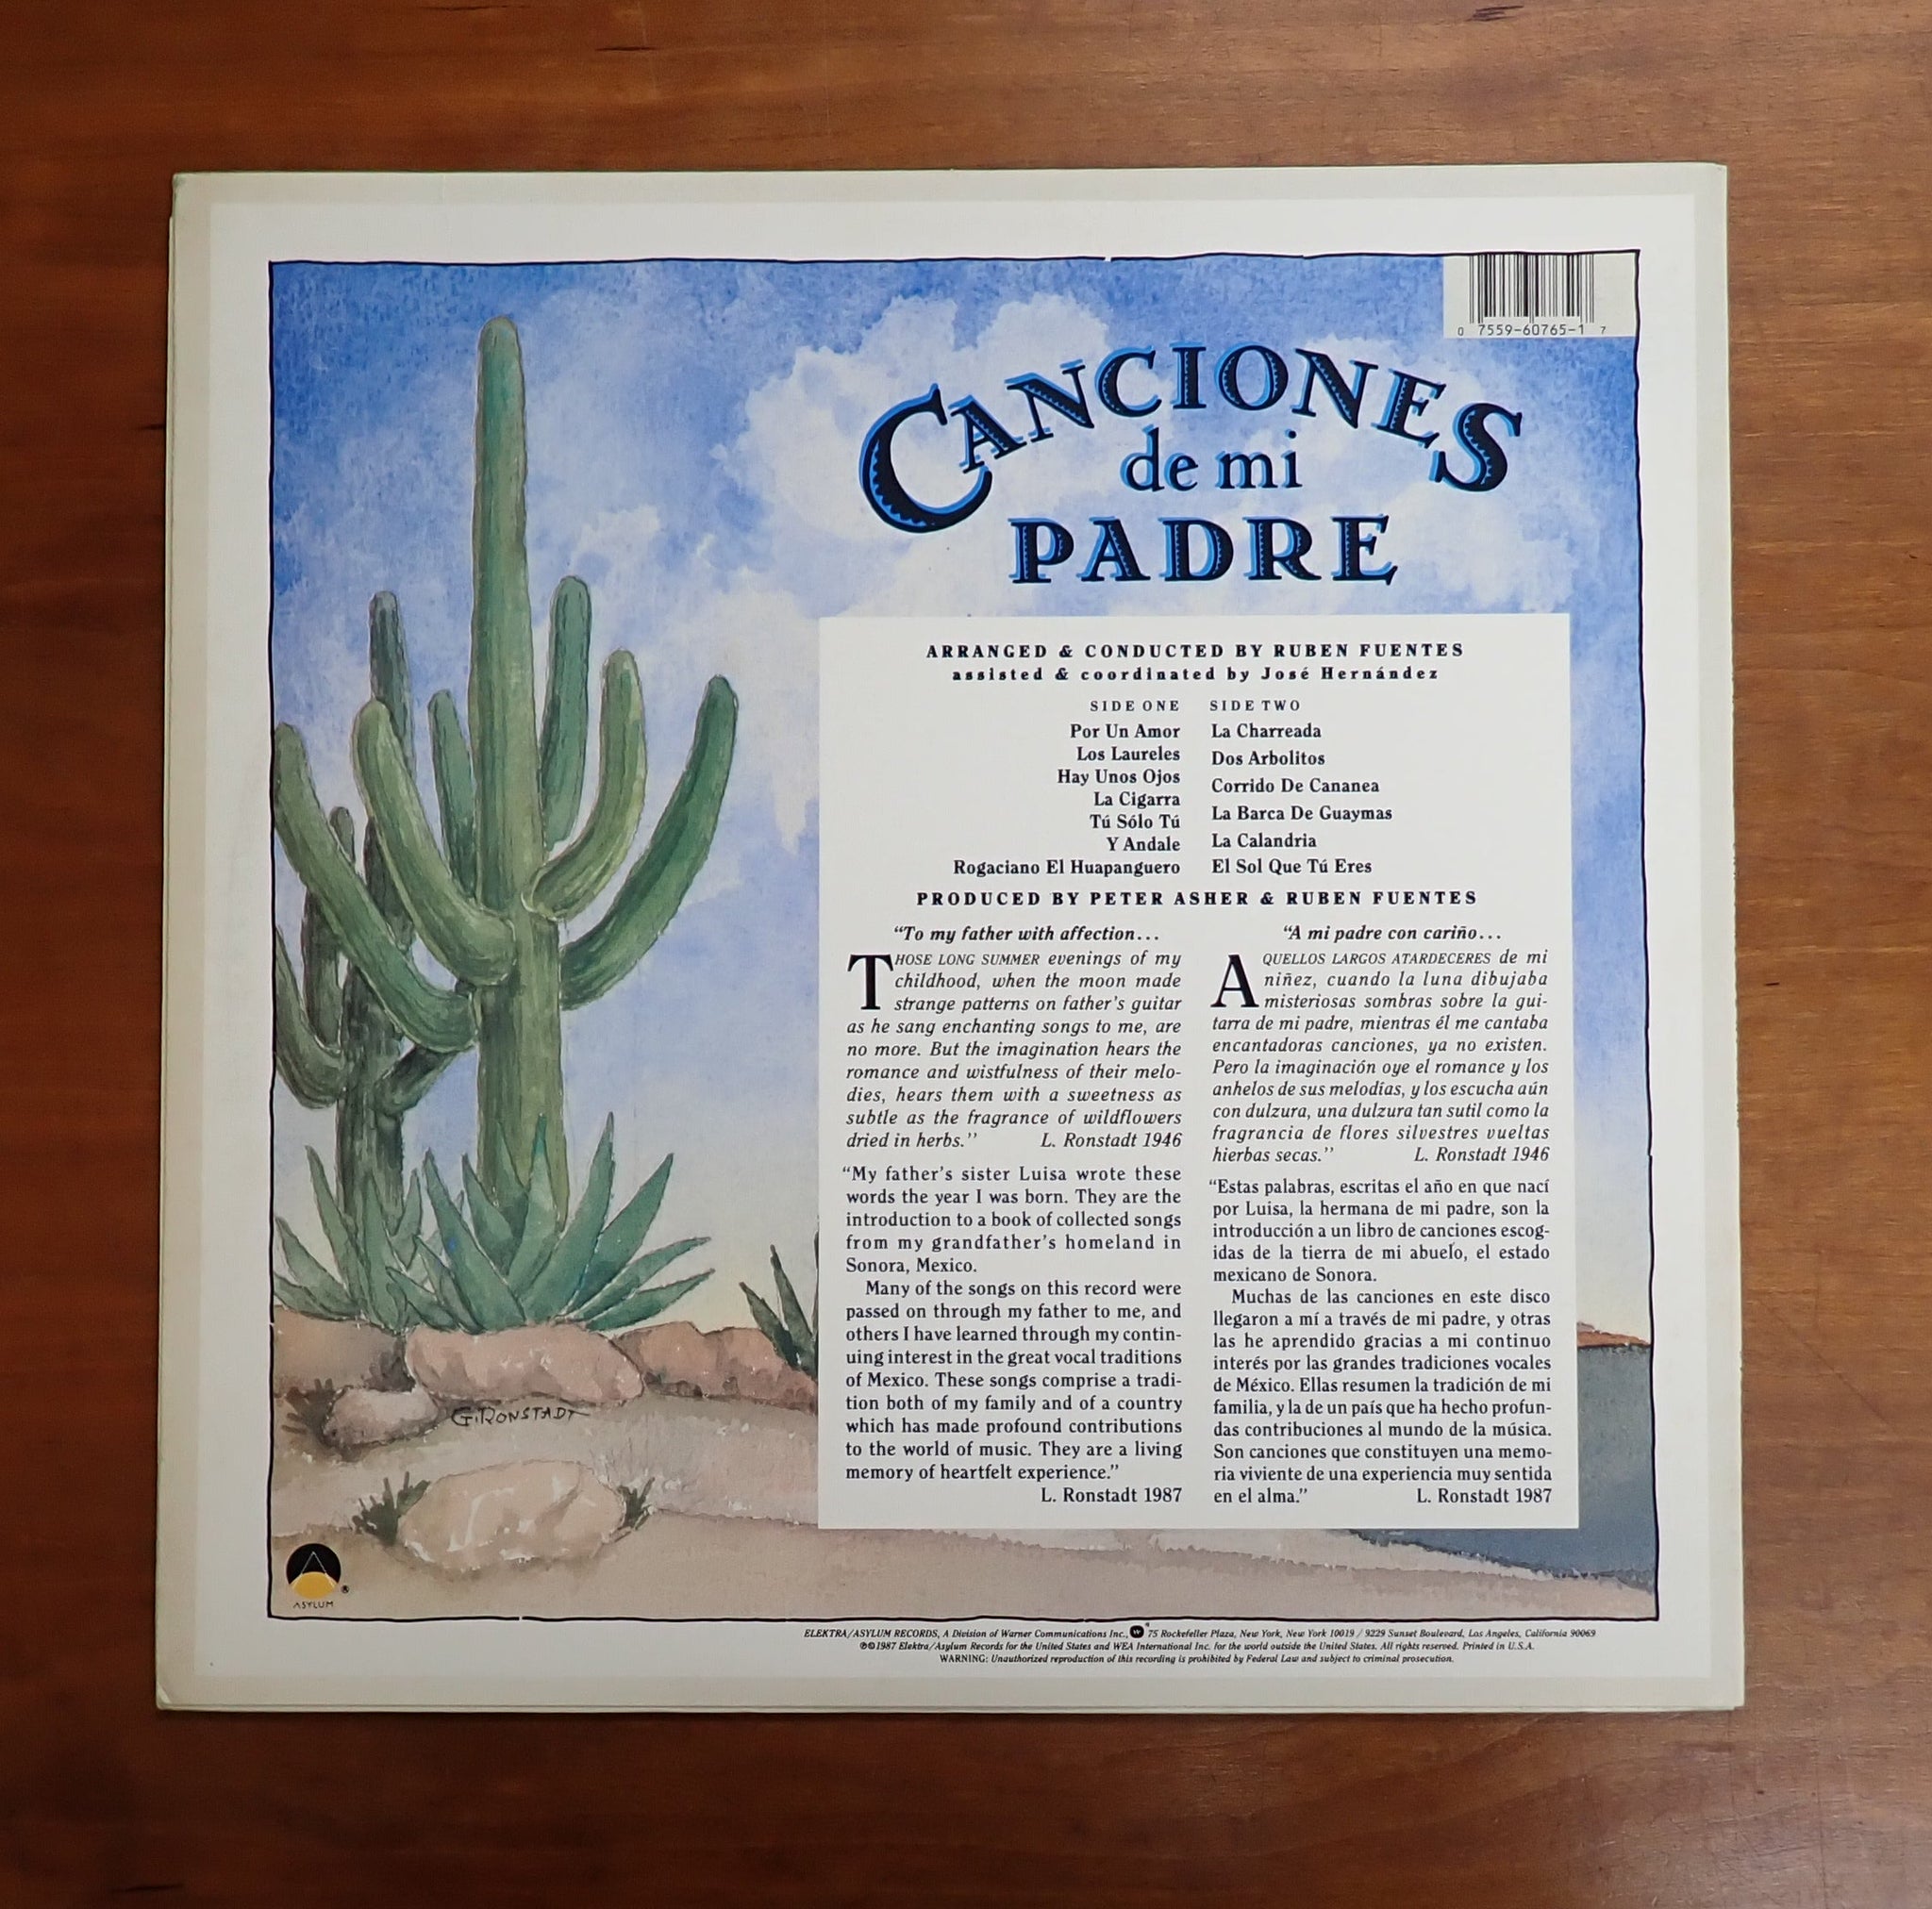 0 7559-60765-1 7
CANCIONES
de mi
PADRE
ARRANGED & CONDUCTED BY RUBEN FUENTES
assisted & coordinated by José Hernández
SIDE ONE
Por Un Amor
Los Laureles
Hay Unos Ojos
La Cigarra
Tú Sólo Tú
Y Andale
Rogaciano El Huapanguero
SIDE TWO
La Charreada
Dos Arbolitos
Corrido De Cananea
La Barca De Guaymas
La Calandria
El Sol Que Tú Eres
PRODUCED BY PETER ASHER & RUBEN FUENTES
“To my father with affection...
THOSE LONG SUMMER evenings of my
childhood, when the moon made
strange patterns on father's guitar
as he sang enchanting songs to me, are
no more. But the imagination hears the
romance and wistfulness of their melo-
dies, hears them with a sweetness as
subtle as the fragrance of wildflowers
dried in herbs.” L. Ronstadt 1946
“My father's sister Luisa wrote these
words the year I was born. They are the
introduction to a book of collected songs
from my grandfather's homeland in
Sonora, Mexico.
Many of the songs on this record were
passed on through my father to me, and
others I have learned through my contin-
uing interest in the great vocal traditions
of Mexico. These songs comprise a tradi-
tion both of my family and of a country
which has made profound contributions
to the world of music. They are a living
memory of heartfelt experience.”
L. Ronstadt 1987
“A mi padre con cariño...
AQUELLOS LARGOS ATARDECERES de mi
niñez, cuando la luna dibujaba
misteriosas sombras sobre la gui-
tarra de mi padre, mientras él me cantaba
encantadoras canciones, ya no existen.
Pero la imaginación oye el romance y los
anhelos de sus melodías, y los escucha aún
con dulzura, una dulzura tan sutil como la
fragrancia de flores silvestres vueltas
hierbas secas.” L. Ronstadt 1946
“Estas palabras, escritas el año en que nací
por Luisa, la hermana de mi padre, son la
introducción a un libro de canciones escog-
idas de la tierra de mi abuelo, el estado
mexicano de Sonora.
Muchas de las canciones en este disco
llegaron a mí a través de mi padre, y otras
las he aprendido gracias a mi continuo
interés por las grandes tradiciones vocales
de México. Ellas resumen la tradición de mi
familia, y la de un país que ha hecho profun-
das contribuciones al mundo de la música.
Son canciones que constituyen una memo-
ria viviente de una experiencia muy sentida
en el alma.” L. Ronstadt 1987
G. RONSTADT
ASYLUM ®
ELEKTRA/ASYLUM RECORDS, A Division of Warner Communications Inc., 75 Rockefeller Plaza, New York, New York 10019 / 9229 Sunset Boulevard, Los Angeles, California 90069
℗©1987 Elektra/Asylum Records for the United States and WEA International Inc. for the world outside the United States. All rights reserved. Printed in U.S.A.
WARNING: Unauthorized reproduction of this recording is prohibited by Federal Law and subject to criminal prosecution.